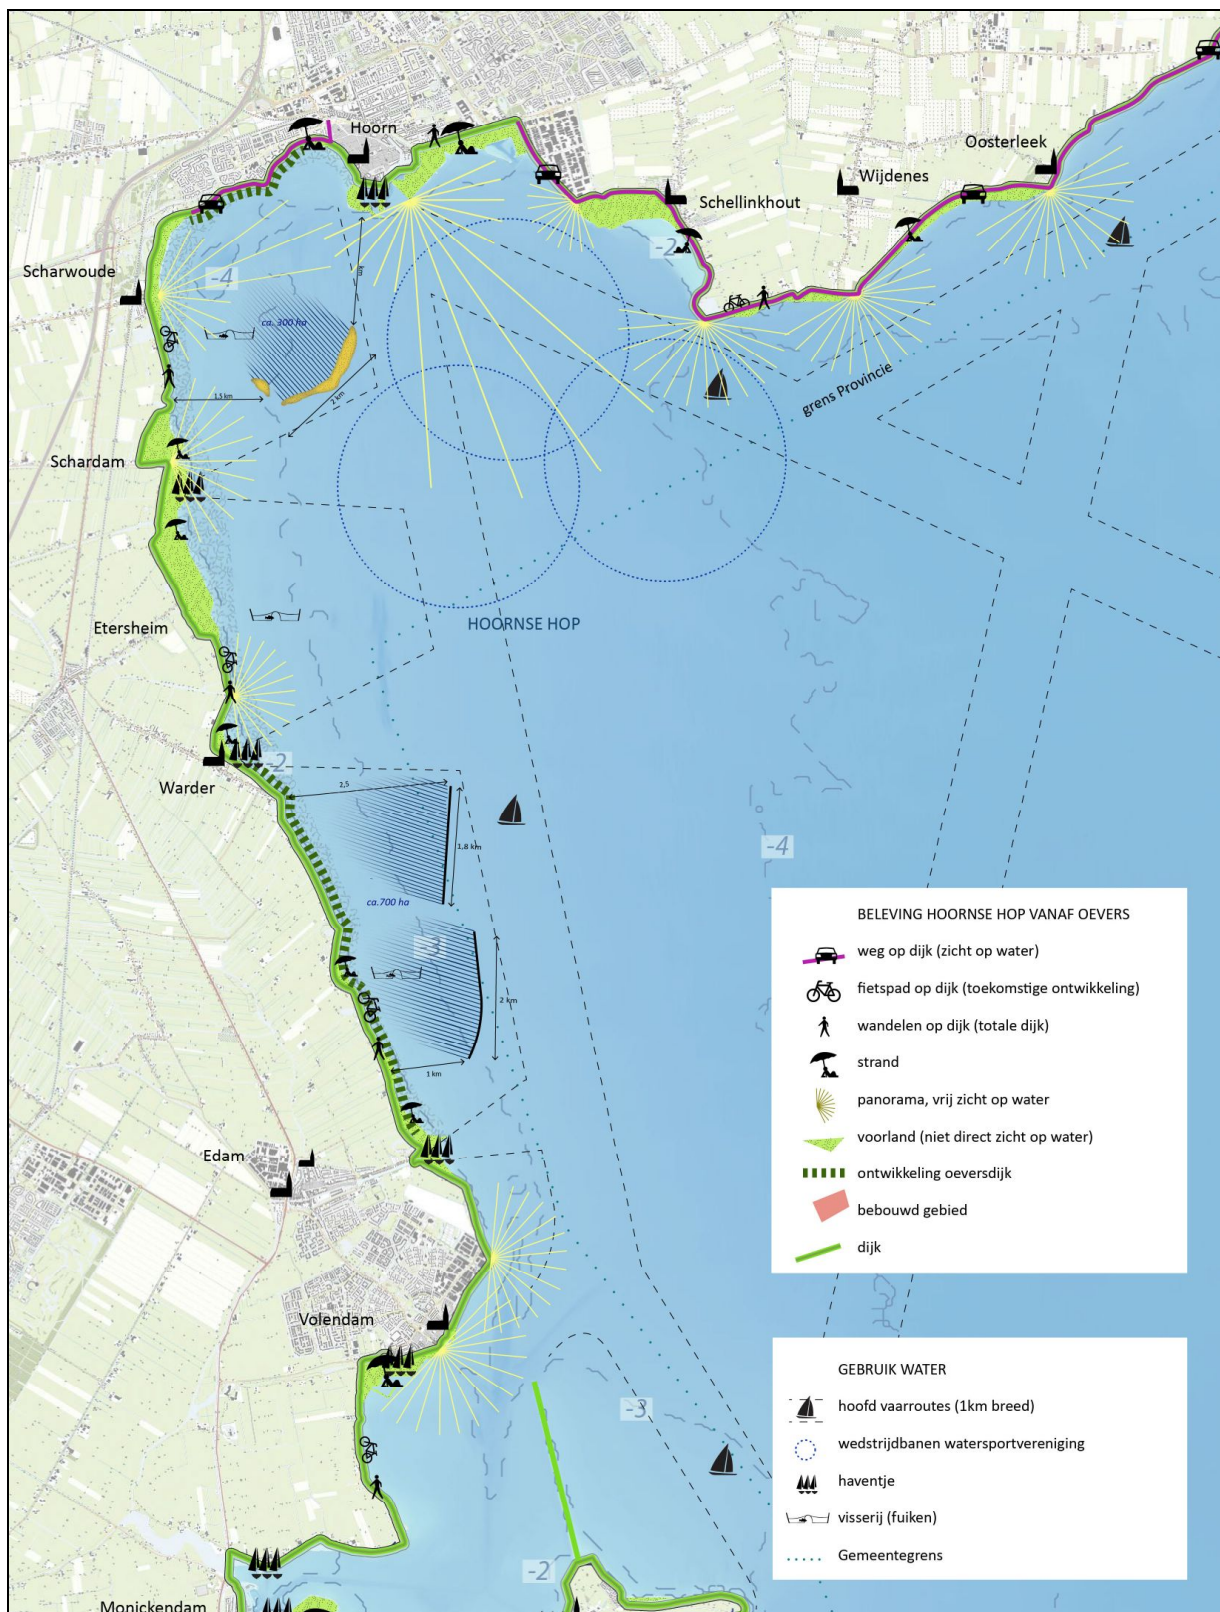 Hoorn
Oosterleek
Wijdenes
Schellinkhout
-2
Scharwoude
-4
km
ca. 300 ha
1,5 km
2 km
grens Provincie
Schardam
Etersheim
HOORNSE HOP
-2
Warder
2,5
1,8 km
-4
ca.700 ha
-3
2 km
1 km
Edam
Volendam
-3
-2
Monickendam
BELEVING HOORNSE HOP VANAF OEVERS
weg op dijk (zicht op water)
fietspad op dijk (toekomstige ontwikkeling)
wandelen op dijk (totale dijk)
strand
panorama, vrij zicht op water
voorland (niet direct zicht op water)
ontwikkeling oeversdijk
bebouwd gebied
dijk
GEBRUIK WATER
hoofd vaarroutes (1km breed)
wedstrijdbanen watersportvereniging
haventje
visserij (fuiken)
Gemeentegrens